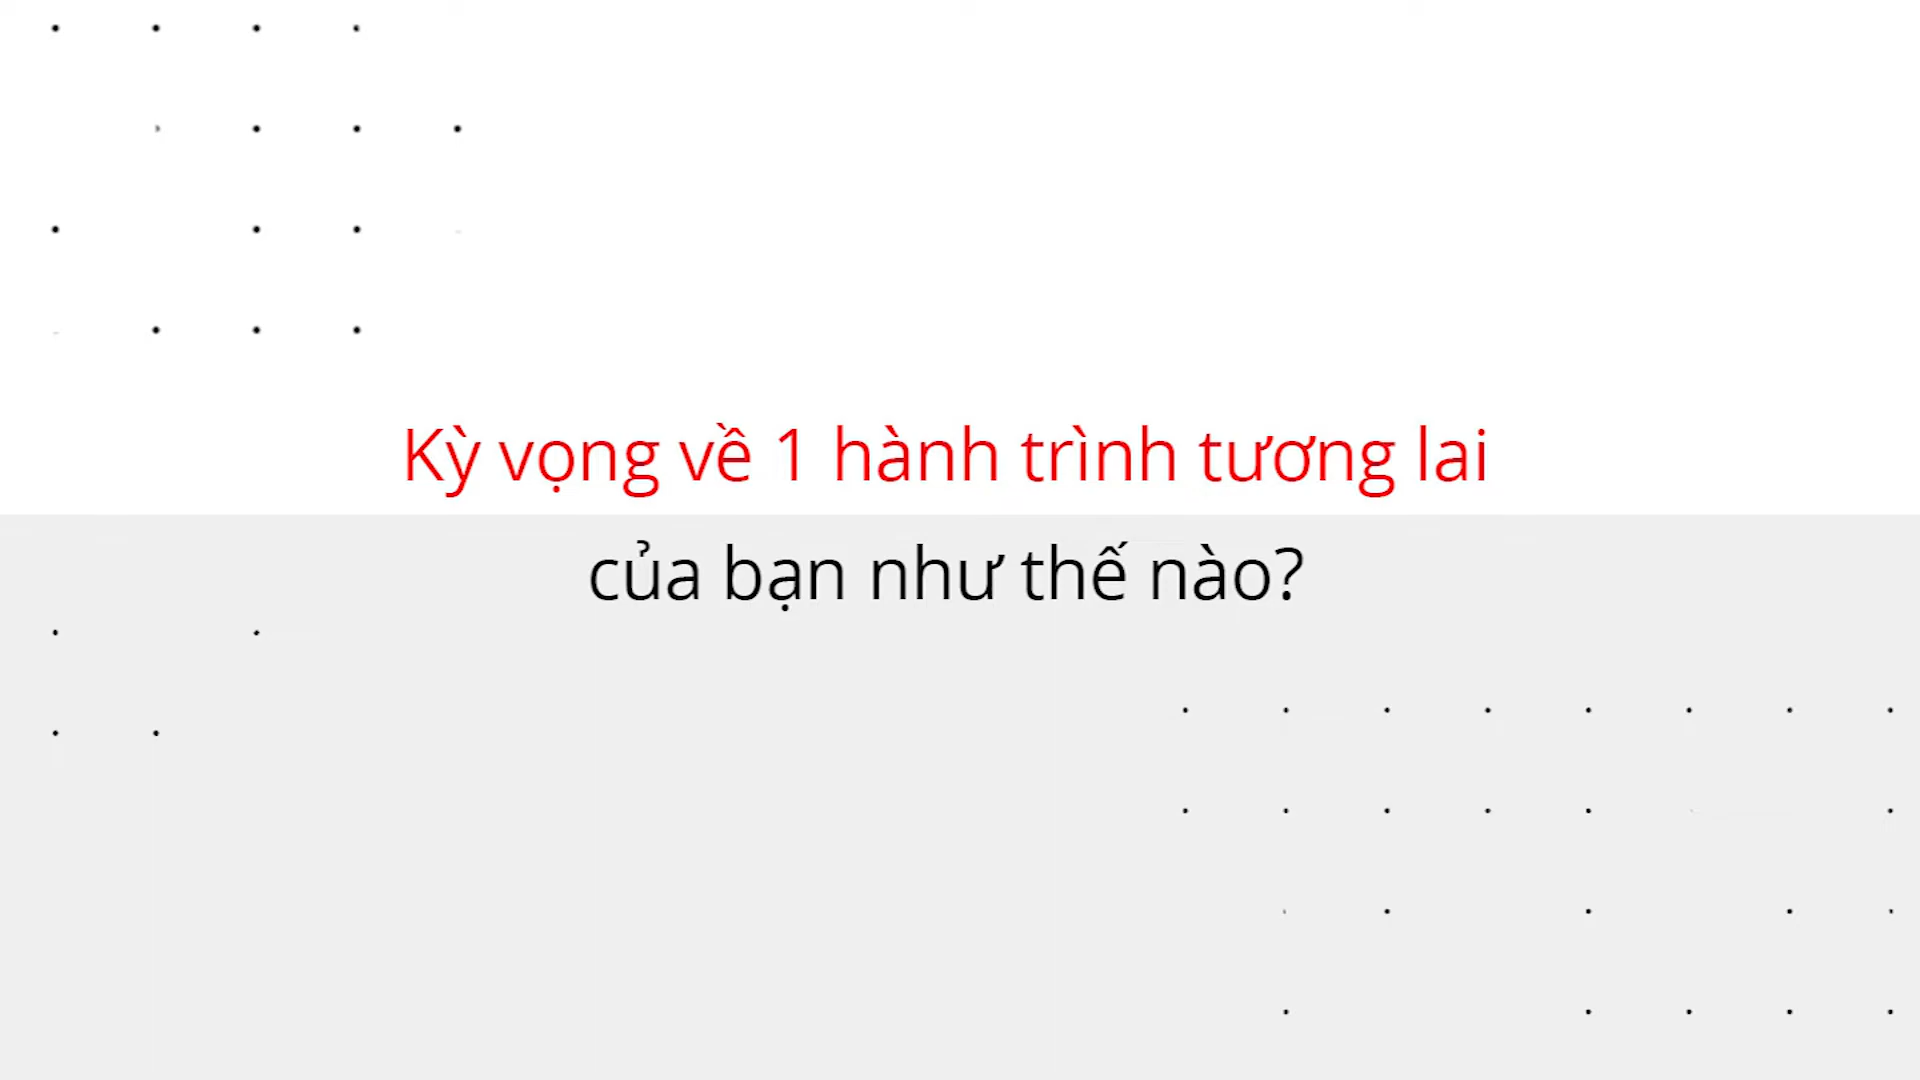 Kỳ vọng về 1 hành trình tương lai
của bạn như thế nào?